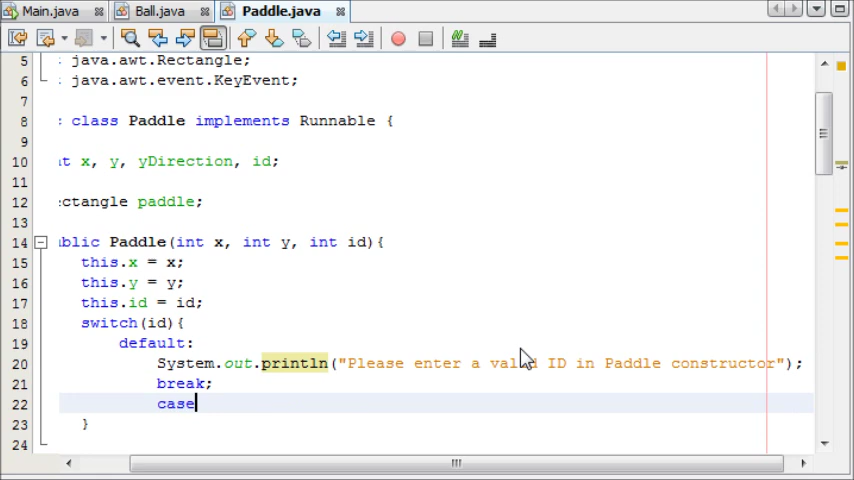 Main.java Ball.java Paddle.java
5 java.awt.Rectangle;
6 java.awt.event.KeyEvent;
7
8 class Paddle implements Runnable {
9
10 nt x, y, yDirection, id;
11
12 ectangle paddle;
13
14 ublic Paddle(int x, int y, int id){
15 this.x = x;
16 this.y = y;
17 this.id = id;
18 switch(id){
19 default:
20 System.out.println("Please enter a valid ID in Paddle constructor");
21 break;
22 case
23 }
24